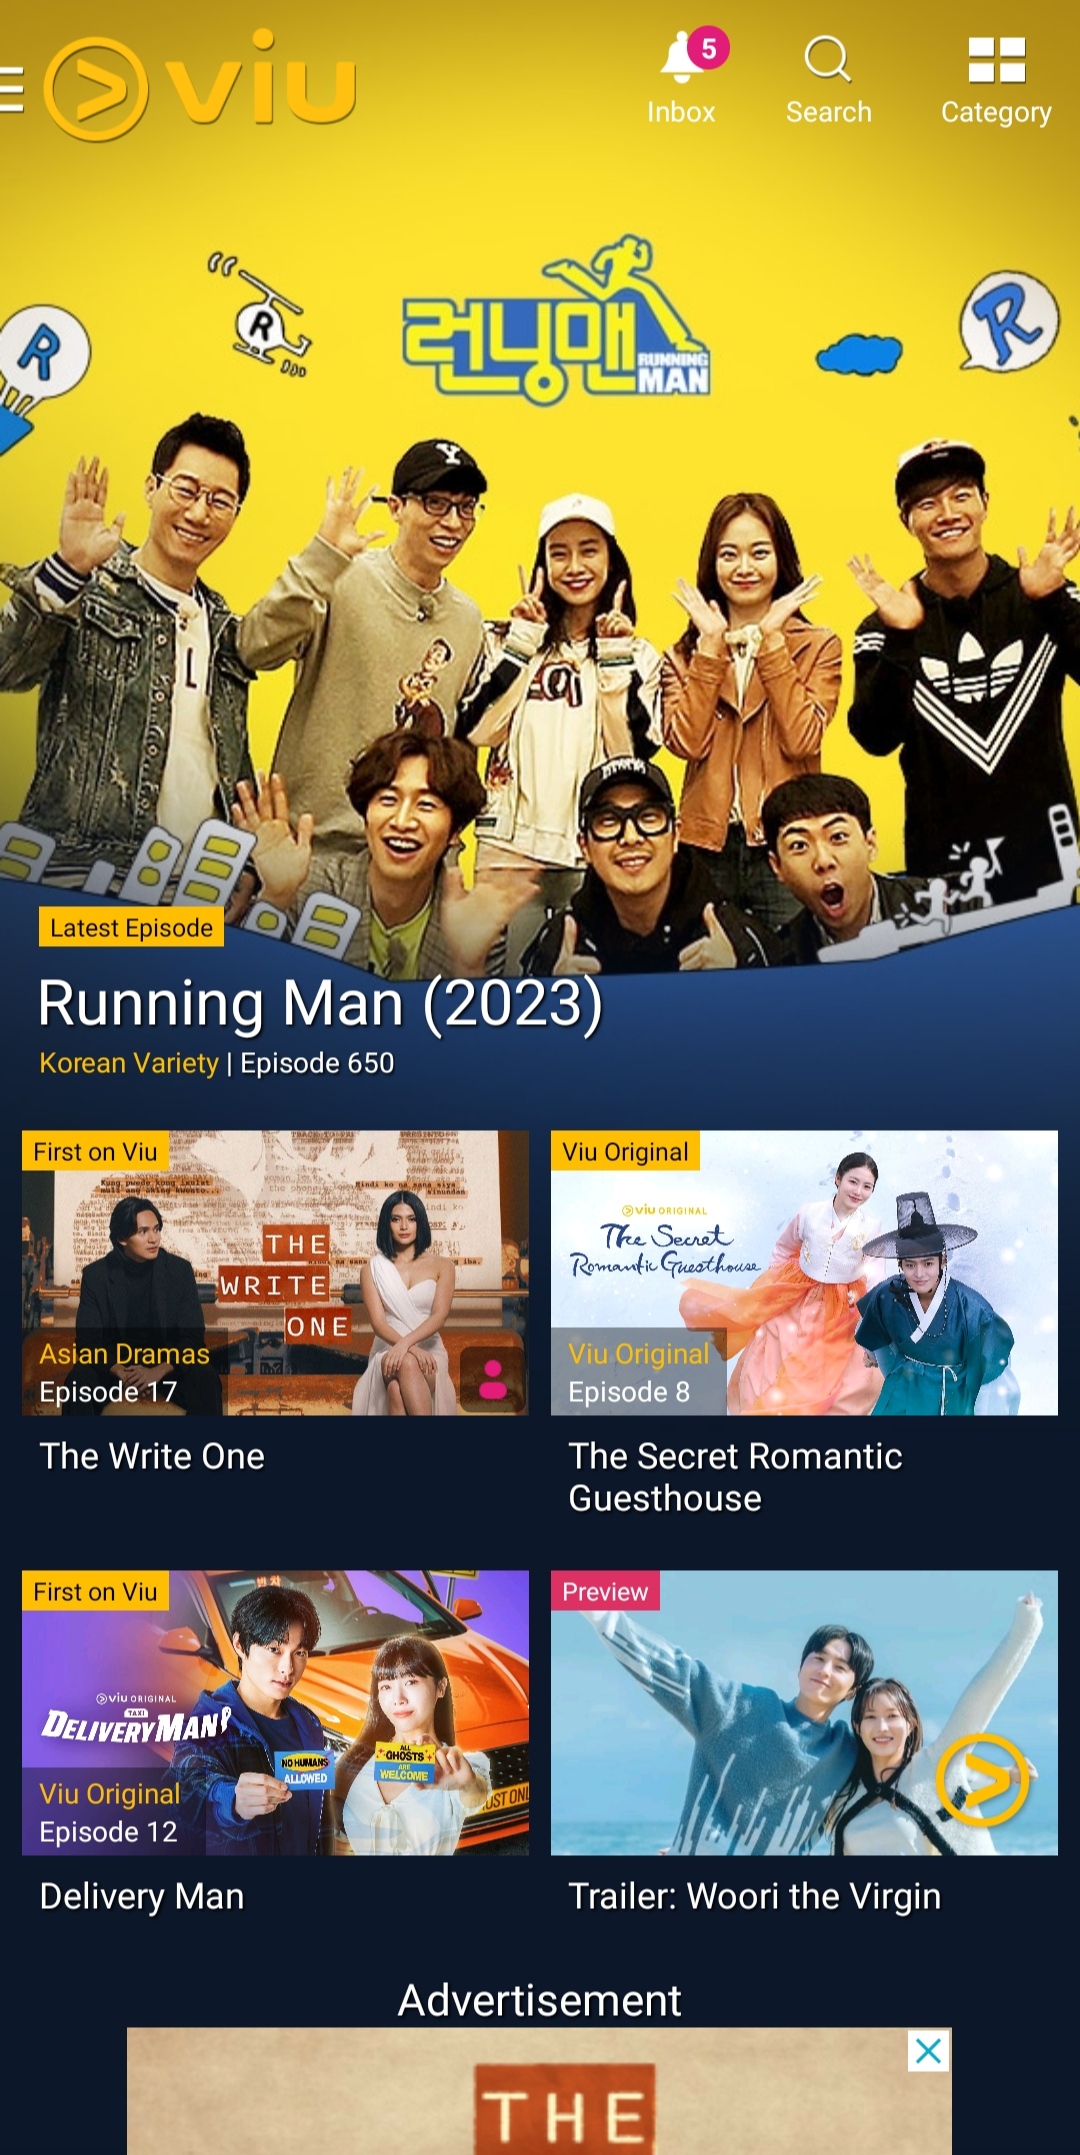 viu
5
Inbox
Search
Category
R
R
R
런닝맨
RUNNING
MAN
Y
L
Latest Episode
Running Man (2023)
Korean Variety | Episode 650
First on Viu
THE
WRITE
ONE
Asian Dramas
Episode 17
The Write One
Viu Original
viu ORIGINAL
The Secret
Romantic Guesthouse
Viu Original
Episode 8
The Secret Romantic
Guesthouse
First on Viu
viu ORIGINAL
TAXI
DELIVERY MAN!
NO HUMANS
ALLOWED
ALL
GHOSTS
ARE
WELCOME
Viu Original
Episode 12
Delivery Man
Preview
Trailer: Woori the Virgin
Advertisement
THE